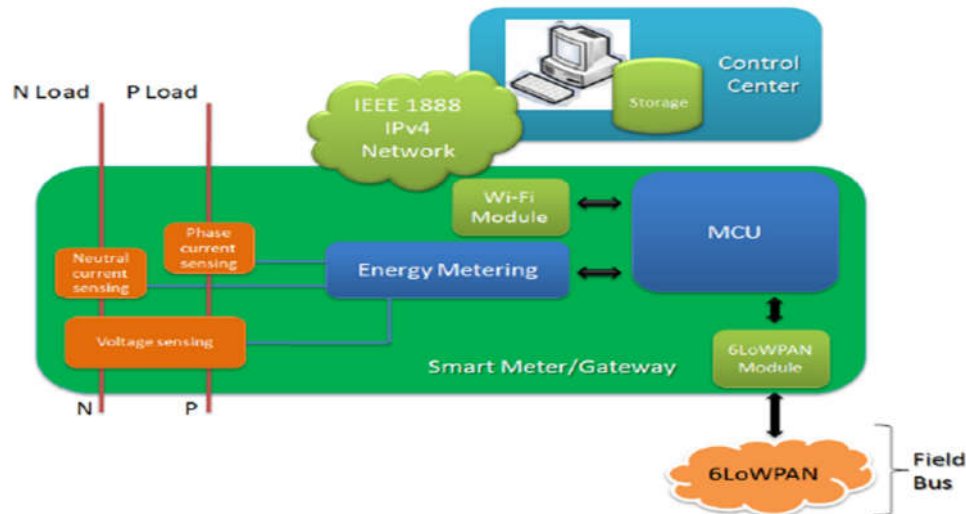 Control
Center
Storage
N Load
P Load
IEEE 1888
IPv4
Network
Wi-Fi
Module
MCU
Phase
current
sensing
Neutral
current
sensing
Energy Metering
Voltage sensing
6LoWPAN
Module
Smart Meter/Gateway
N
P
6LoWPAN
Field
Bus